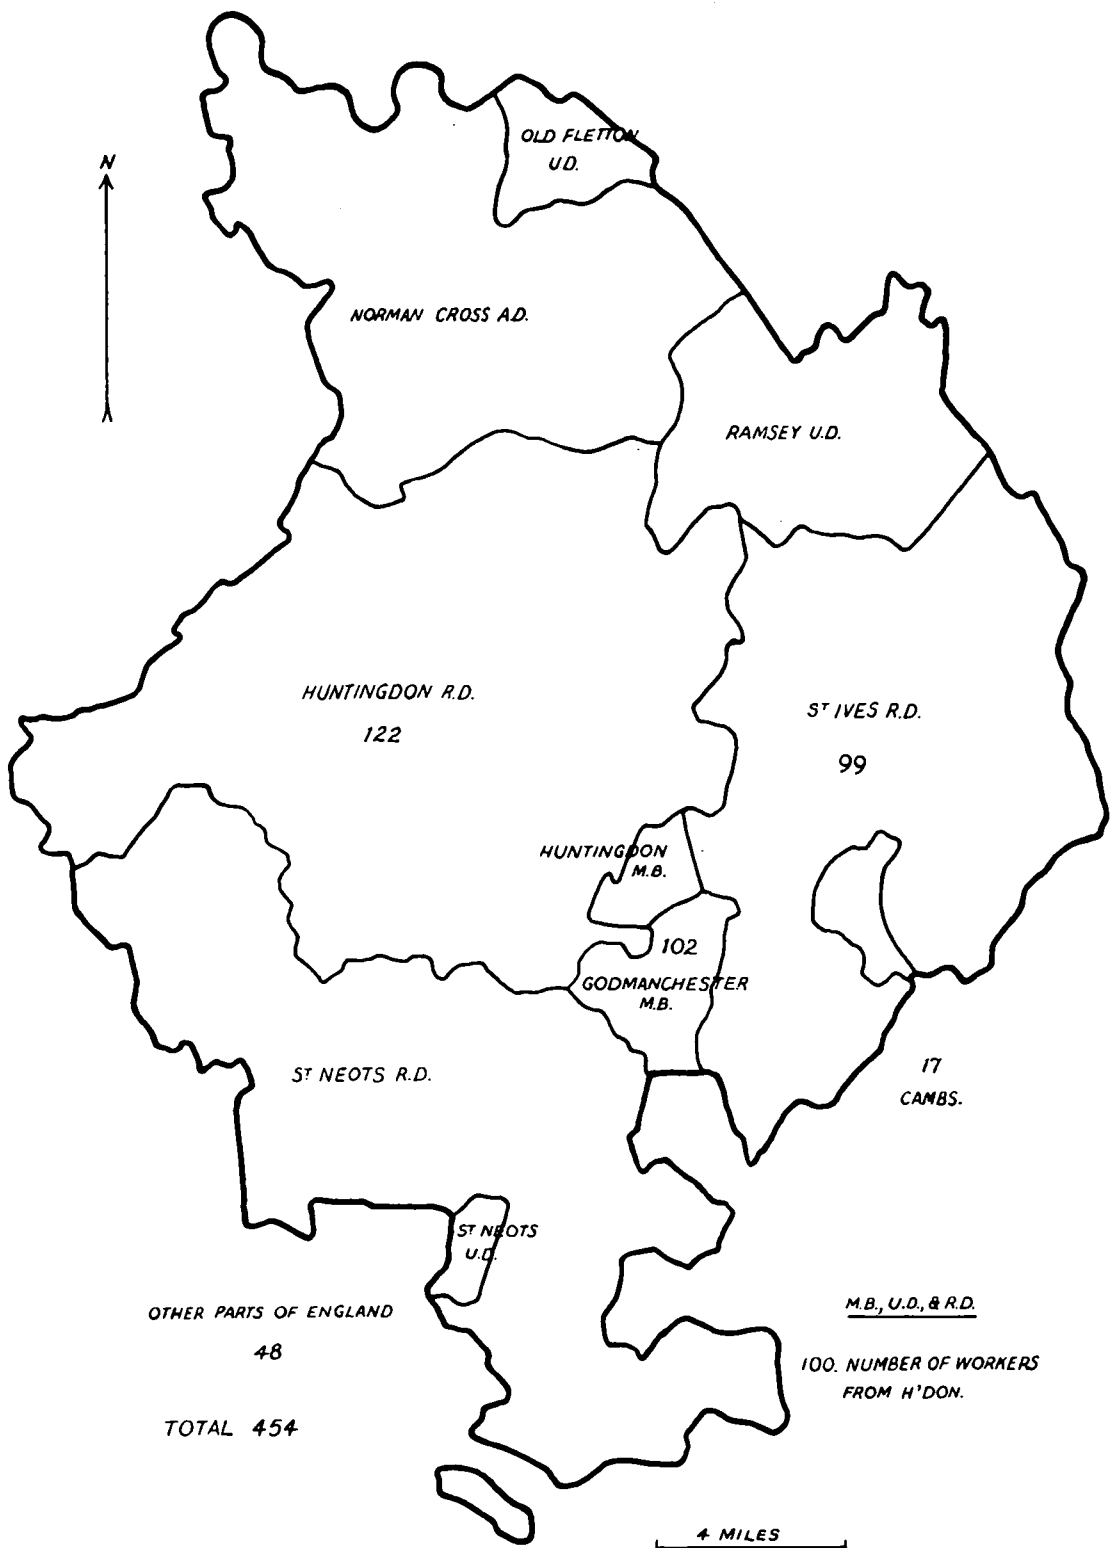 OLD FLETTON
U.D.
N
NORMAN CROSS A.D.
RAMSEY U.D.
HUNTINGDON R.D.
122
ST IVES R.D.
99
HUNTINGDON
M.B.
102
GODMANCHESTER
M.B.
ST NEOTS R.D.
17
CAMBS.
ST NEOTS
U.D.
OTHER PARTS OF ENGLAND
48
TOTAL 454
M.B., U.D., & R.D.
100. NUMBER OF WORKERS
FROM H'DON.
4 MILES